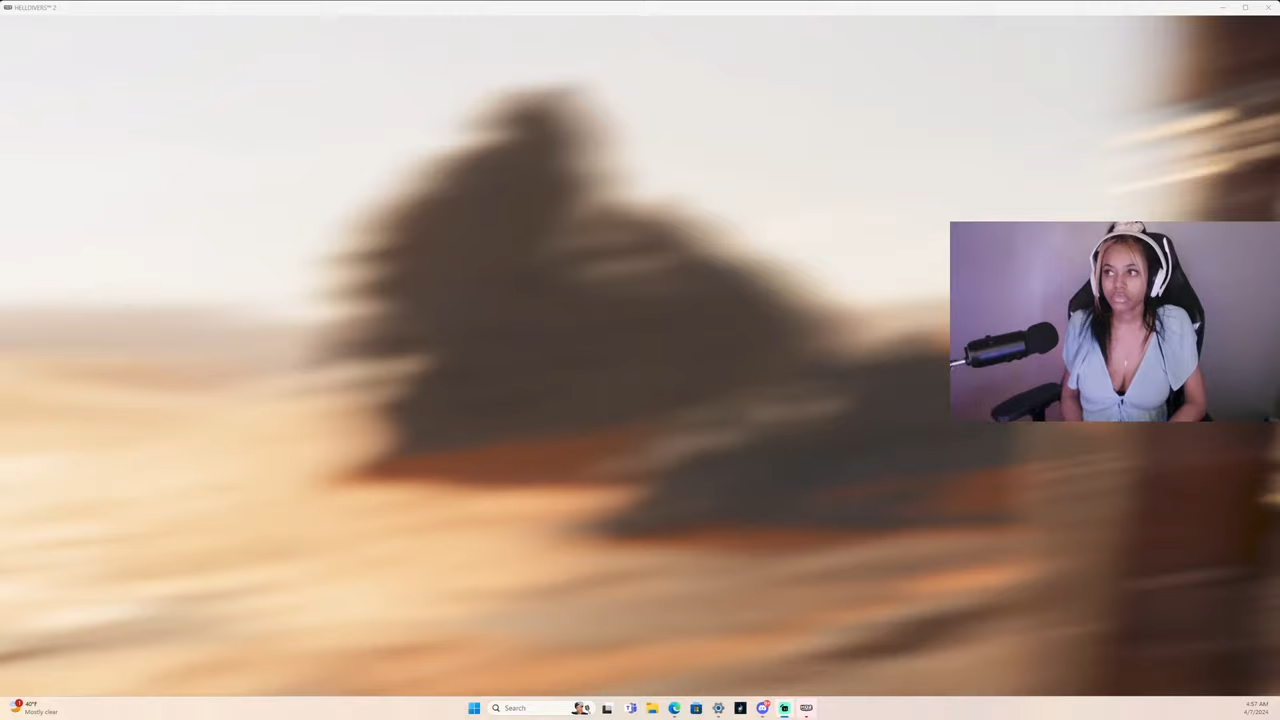 HELLDIVERS™ 2
40°F
Mostly clear
Search
4:57 AM
4/7/2024